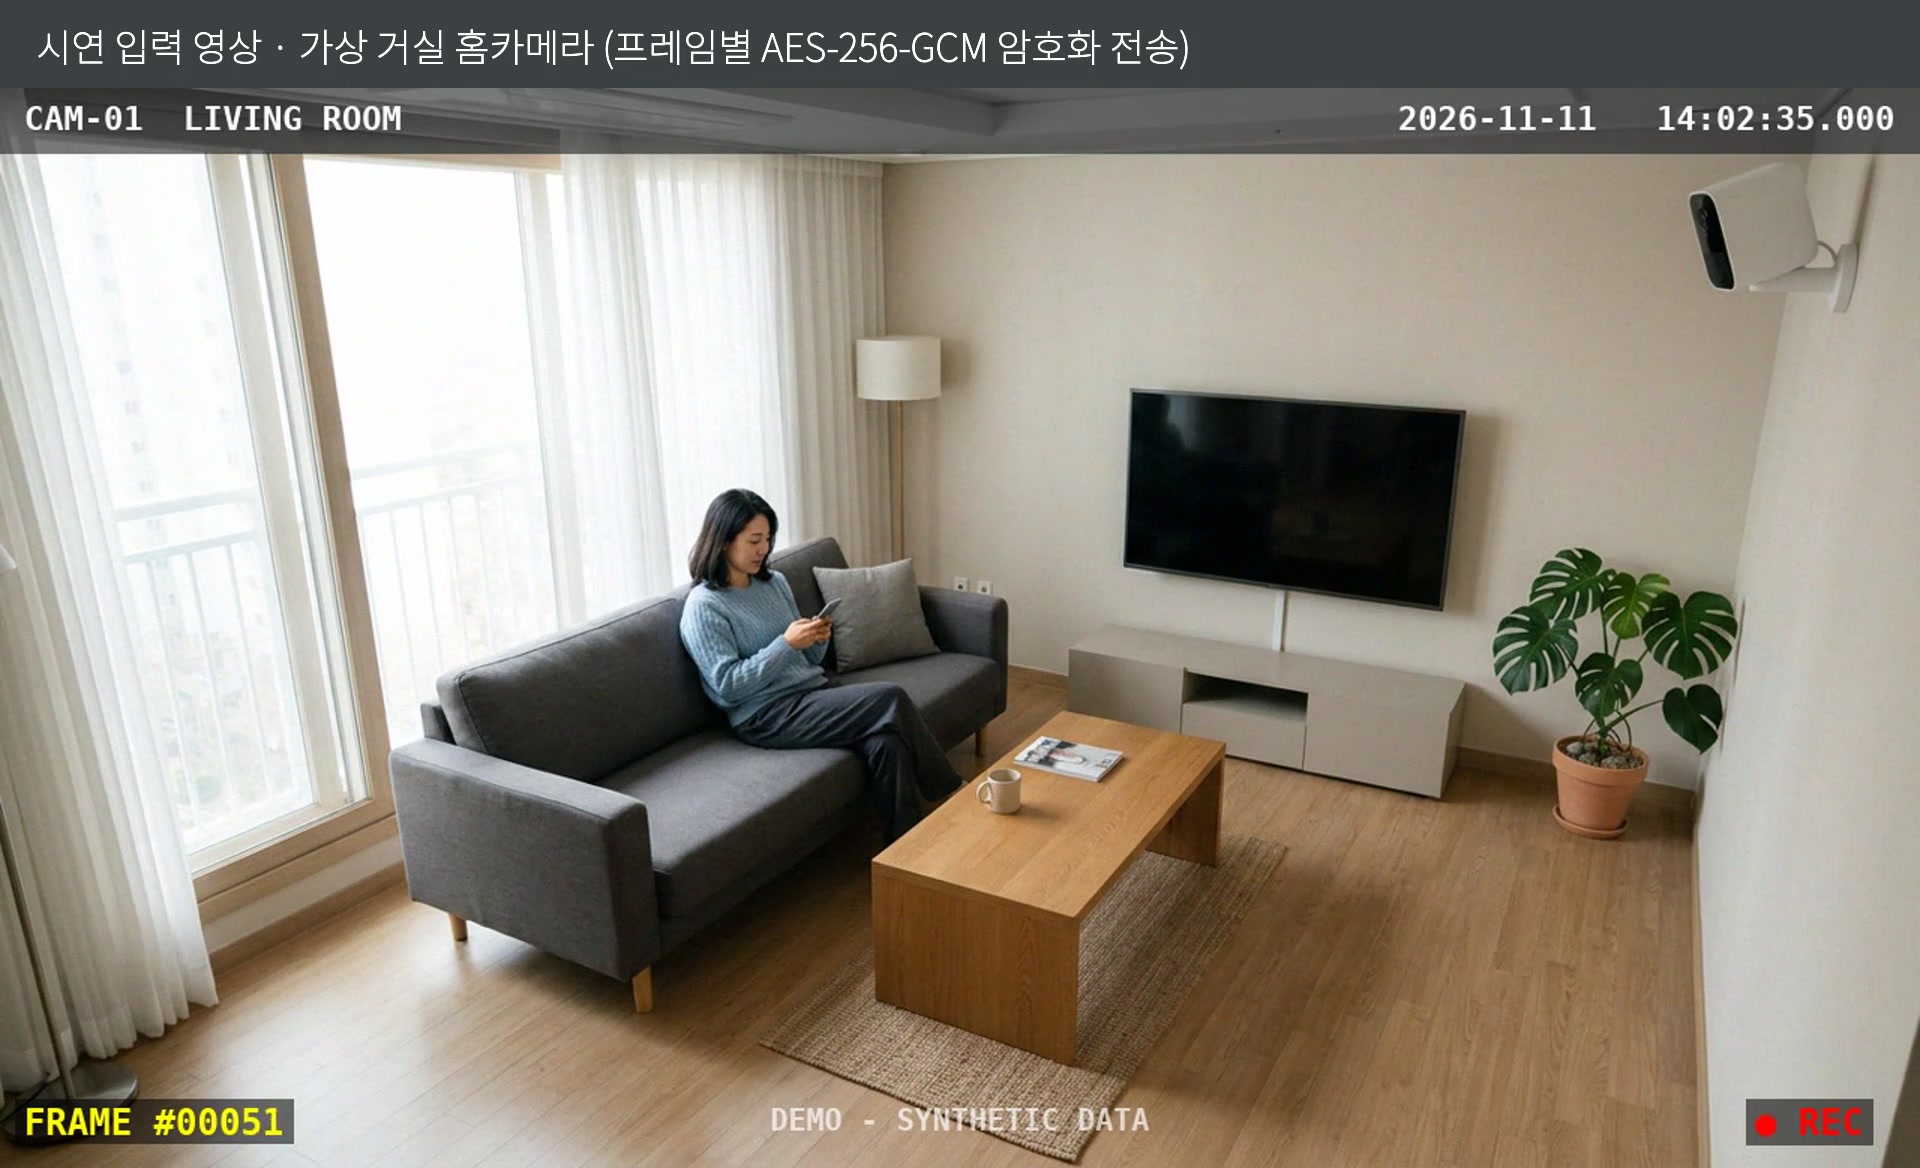 시연 입력 영상 · 가상 거실 홈카메라 (프레임별 AES-256-GCM 암호화 전송)
CAM-01 LIVING ROOM
2026-11-11 14:02:35.000
FRAME #00051
DEMO - SYNTHETIC DATA
● REC